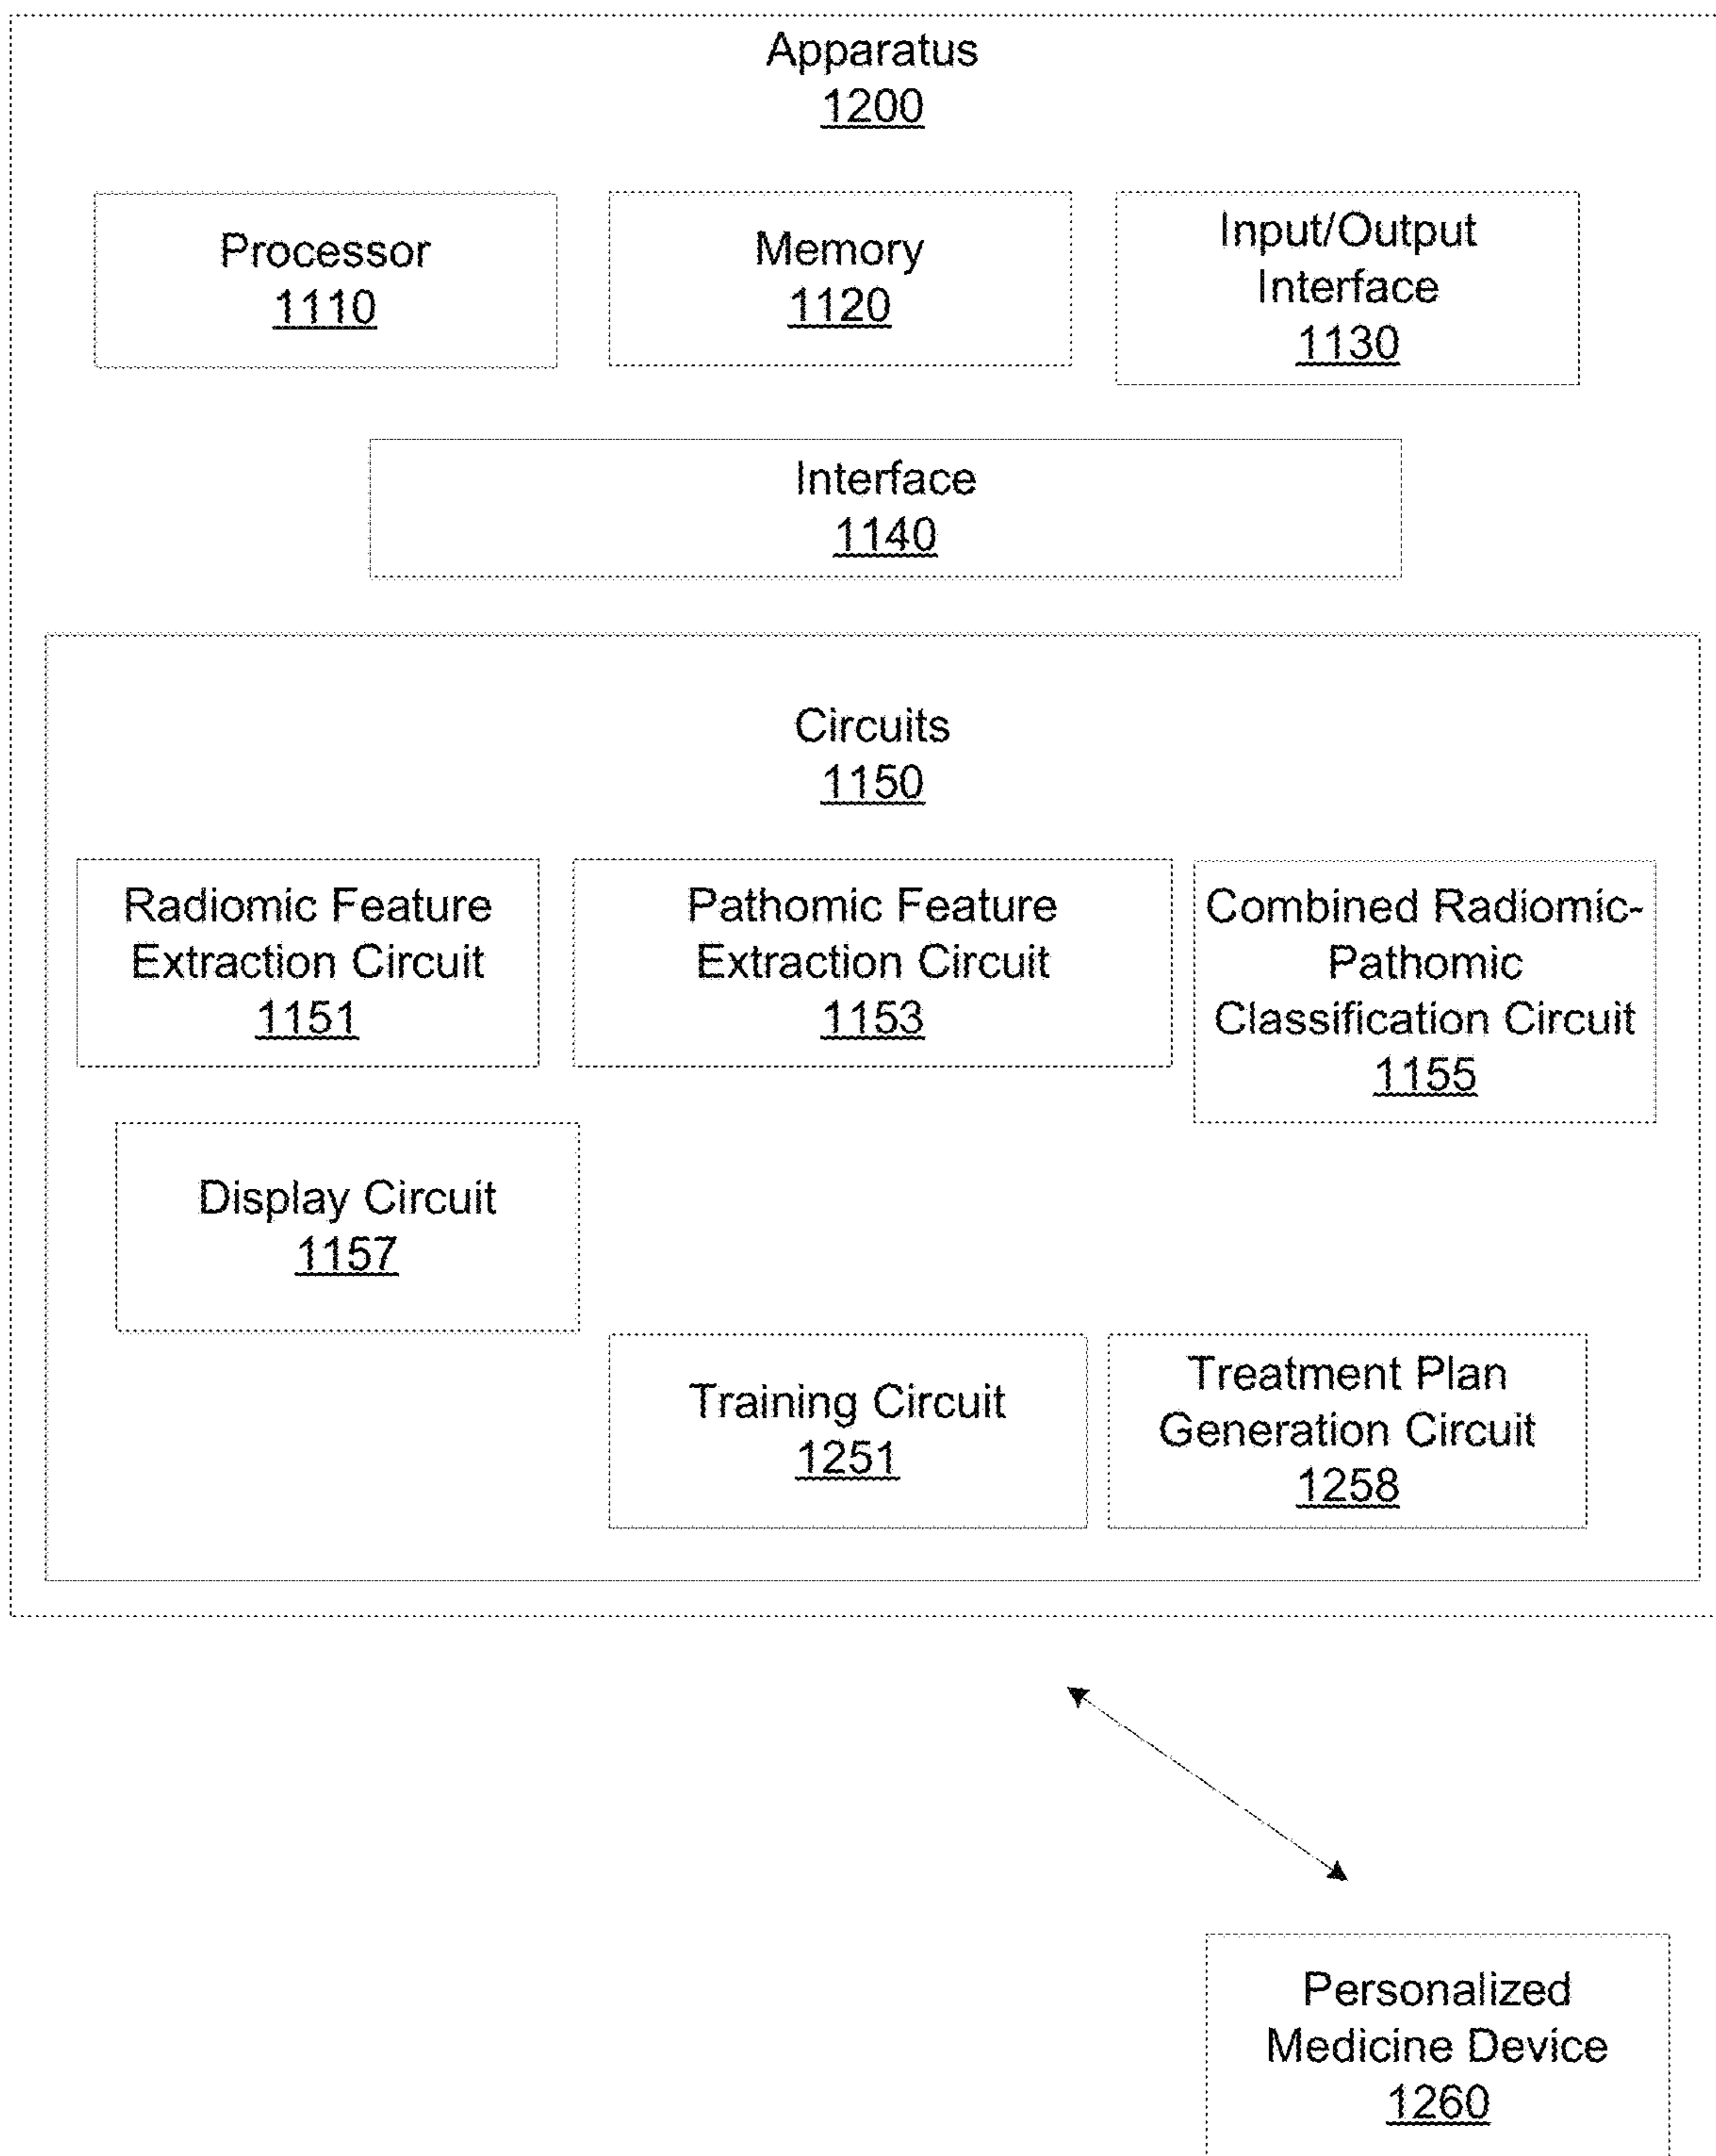 Apparatus
1200
Processor
1110
Memory
1120
Input/Output
Interface
1130
Interface
1140
Circuits
1150
Radiomic Feature
Extraction Circuit
1151
Pathomic Feature
Extraction Circuit
1153
Combined Radiomic-
Pathomic
Classification Circuit
1155
Display Circuit
1157
Training Circuit
1251
Treatment Plan
Generation Circuit
1258
Personalized
Medicine Device
1260